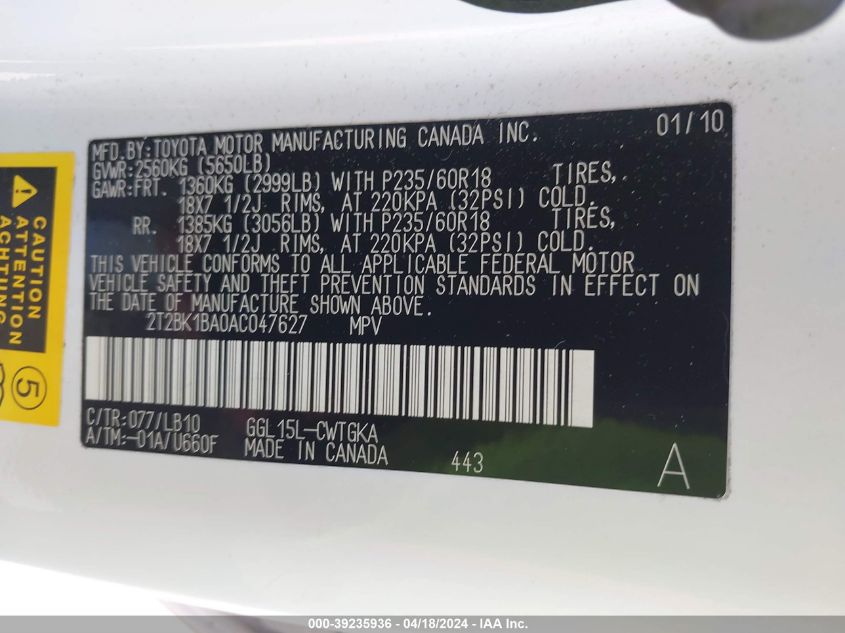 MFD.BY:TOYOTA MOTOR MANUFACTURING CANADA INC. 01/10
GVWR:2560KG (5650LB)
GAWR:FRT. 1360KG (2999LB) WITH P235/60R18 TIRES,
18X7 1/2J RIMS, AT 220KPA (32PSI) COLD.
RR. 1385KG (3056LB) WITH P235/60R18 TIRES,
18X7 1/2J RIMS, AT 220KPA (32PSI) COLD.
THIS VEHICLE CONFORMS TO ALL APPLICABLE FEDERAL MOTOR
VEHICLE SAFETY AND THEFT PREVENTION STANDARDS IN EFFECT ON
THE DATE OF MANUFACTURE SHOWN ABOVE.
2T2BK1BA0AC047627 MPV
C/TR:077/LB10 GGL15L-CWTGKA
A/TM:-01A/U660F MADE IN CANADA 443 A
CAUTION
ATTENTION
ACHTUNG
5
000-39235936 - 04/18/2024 - IAA Inc.